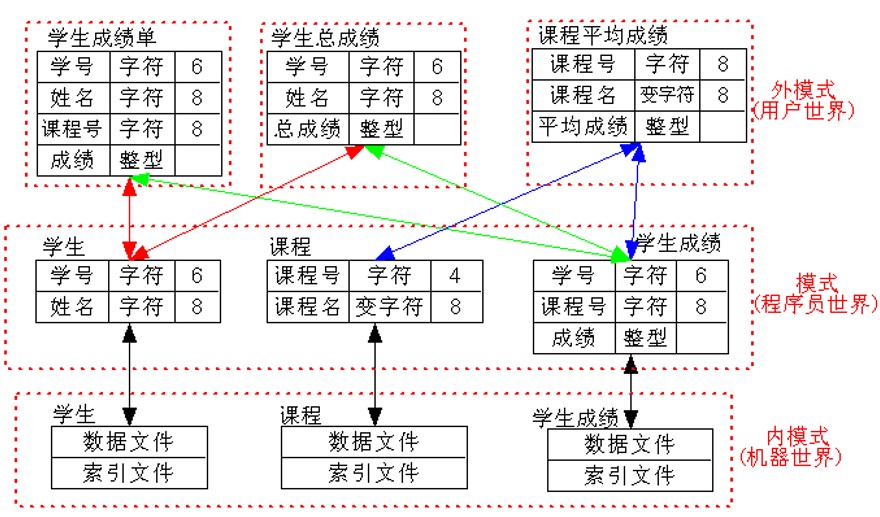 学生成绩单
学号 字符 6
姓名 字符 8
课程号 字符 8
成绩 整型
学生总成绩
学号 字符 6
姓名 字符 8
总成绩 整型
课程平均成绩
课程号 字符 8
课程名 变字符 8
平均成绩 整型
外模式
(用户世界)
学生
学号 字符 6
姓名 字符 8
课程
课程号 字符 4
课程名 变字符 8
学生成绩
学号 字符 6
课程号 字符 8
成绩 整型
模式
(程序员世界)
学生
数据文件
索引文件
课程
数据文件
索引文件
学生成绩
数据文件
索引文件
内模式
(机器世界)